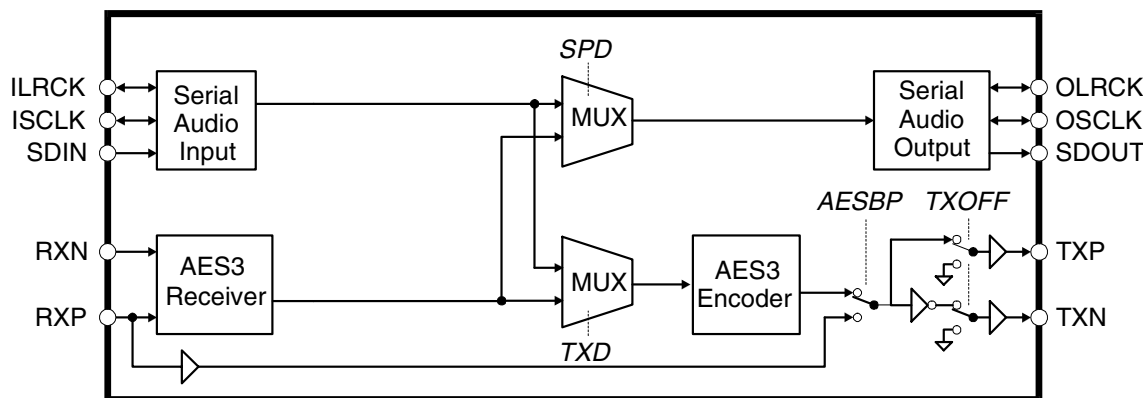 SPD
ILRCK
ISCLK
SDIN
Serial
Audio
Input
MUX
Serial
Audio
Output
OLRCK
OSCLK
SDOUT
AESBP
TXOFF
RXN
RXP
AES3
Receiver
MUX
AES3
Encoder
TXP
TXN
TXD